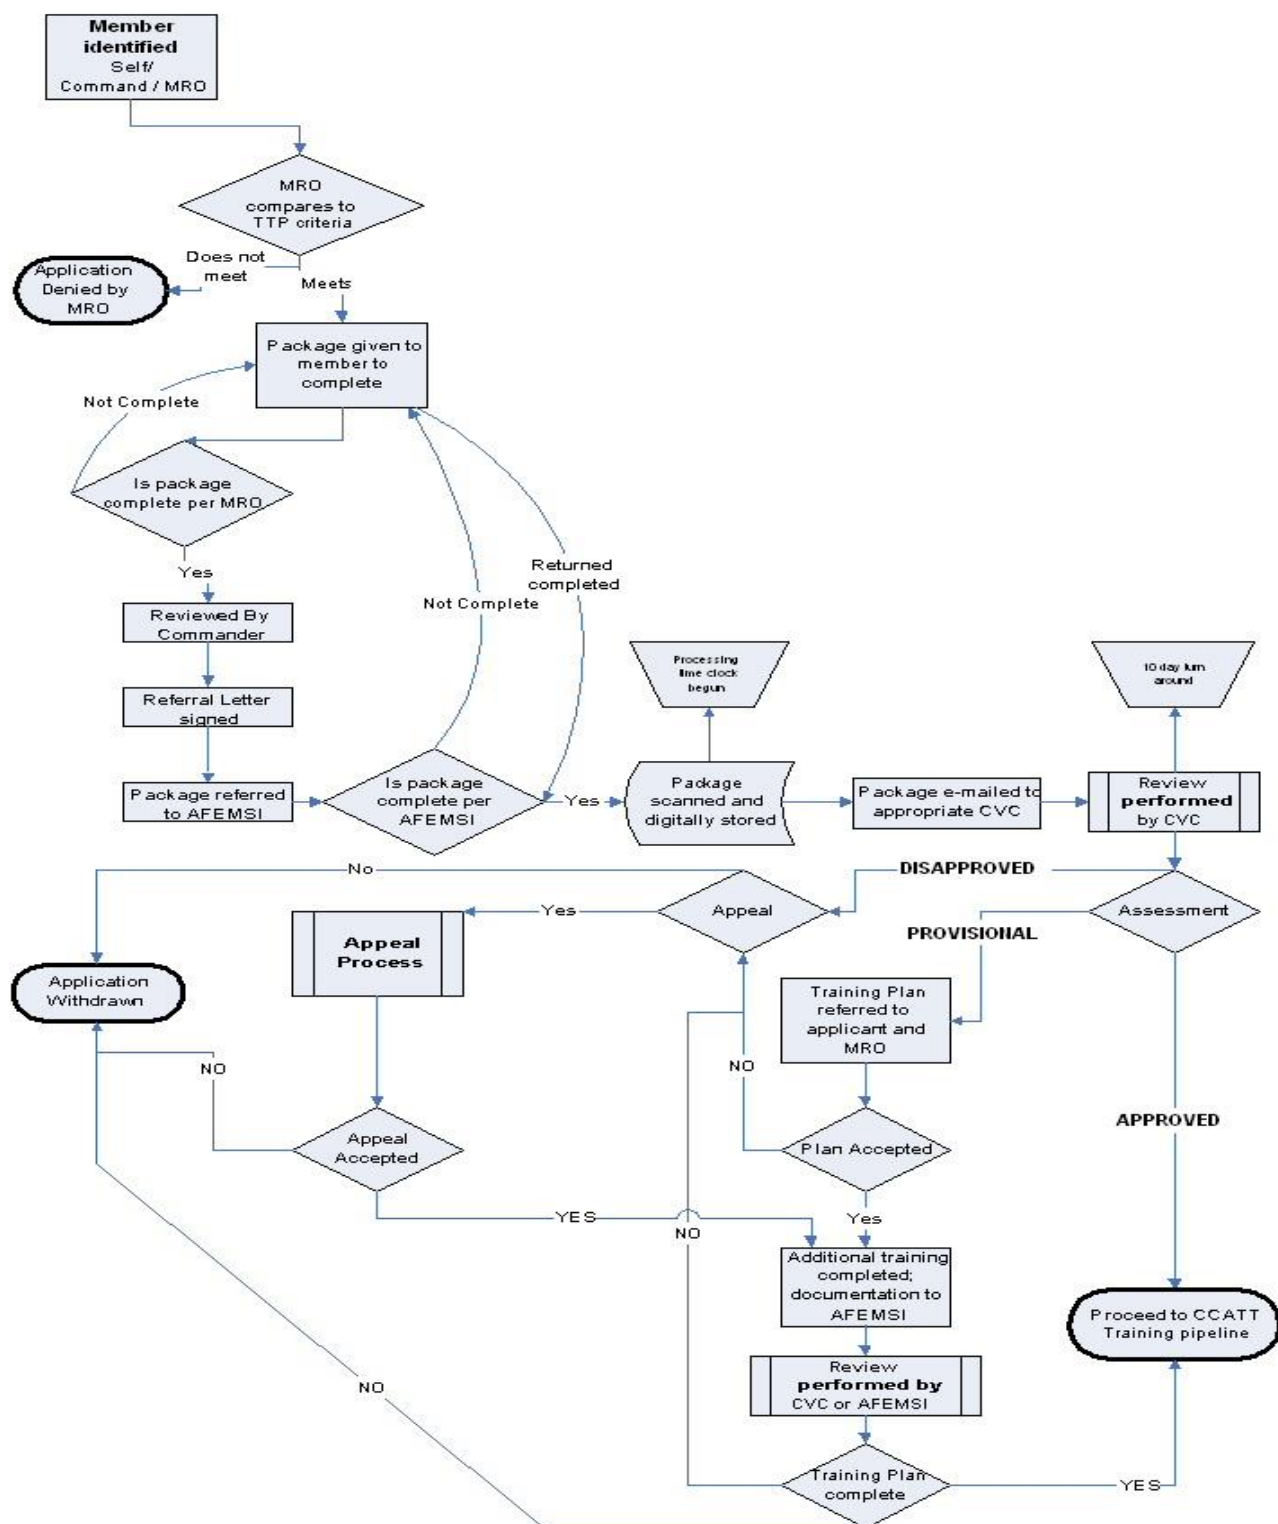 Member
identified
Self/
Command / MRO
MRO
compares to
TTP criteria
Does not
meet
Application
Denied by
MRO
Meets
Package given to
member to
complete
Not Complete
Is package
complete per MRO
Returned
completed
Yes
Not Complete
Reviewed By
Commander
Processing
time clock
begun
10 day turn
around
Referral Letter
signed
Package referred
to AFEMSI
Is package
complete per
AFEMSI
Yes
Package
scanned and
digitally stored
Package e-mailed to
appropriate CVC
Review
performed
by CVC
No
DISAPPROVED
Yes
Appeal
Assessment
PROVISIONAL
Appeal
Process
Application
Withdrawn
Training Plan
referred to
applicant and
MRO
NO
NO
APPROVED
Appeal
Accepted
Plan Accepted
YES
Yes
NO
Additional training
completed;
documentation to
AFEMSI
Proceed to CCATT
Training pipeline
Review
performed by
CVC or AFEMSI
NO
Training Plan
complete
YES